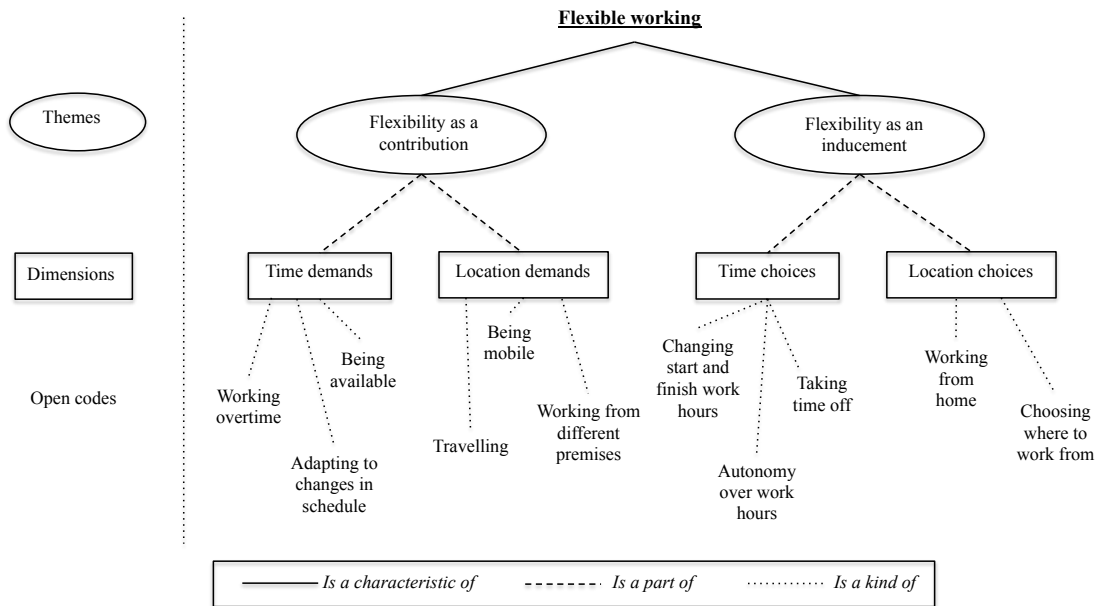 Flexible working
Themes
Flexibility as a
contribution
Flexibility as an
inducement
Dimensions
Time demands
Location demands
Time choices
Location choices
Open codes
Working
overtime
Adapting to
changes in
schedule
Being
available
Travelling
Being
mobile
Working from
different
premises
Changing
start and
finish work
hours
Autonomy
over work
hours
Taking
time off
Working
from
home
Choosing
where to
work from
Is a characteristic of
Is a part of
Is a kind of